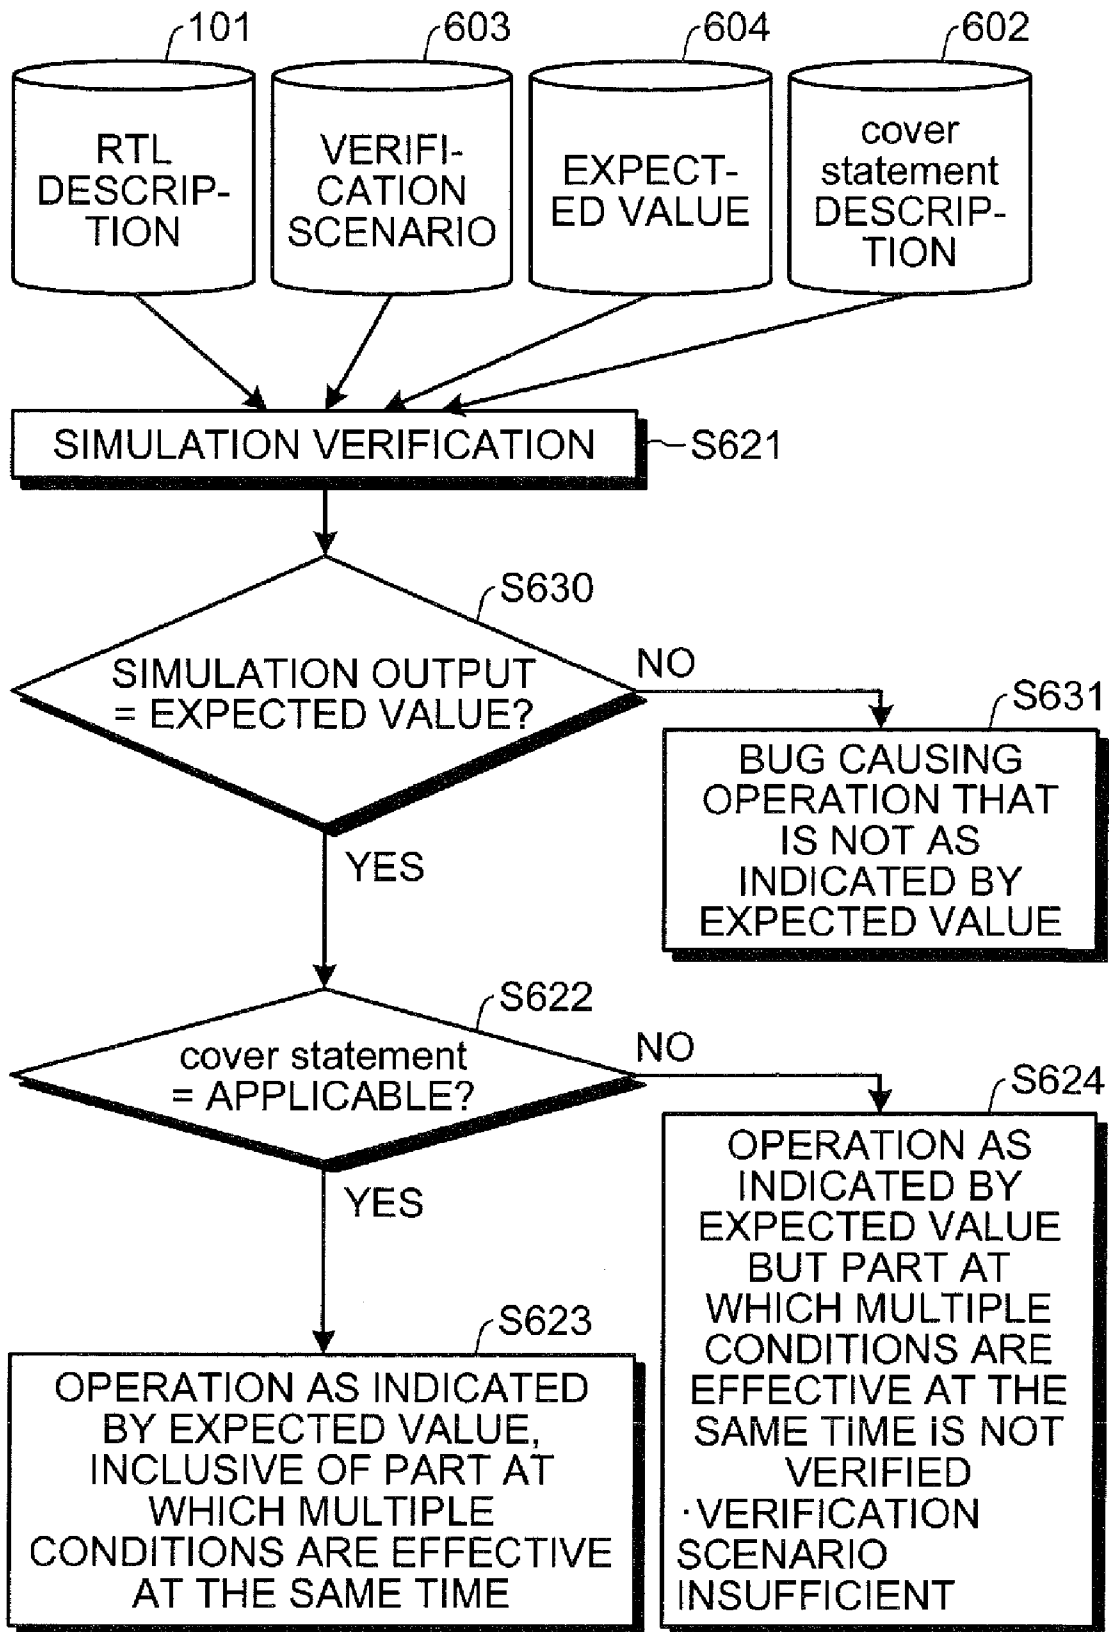 101
603
604
602
RTL
DESCRIP-
TION
VERIFI-
CATION
SCENARIO
EXPECT-
ED VALUE
cover
statement
DESCRIP-
TION
SIMULATION VERIFICATION
S621
S630
SIMULATION OUTPUT
= EXPECTED VALUE?
NO
S631
BUG CAUSING
OPERATION THAT
IS NOT AS
INDICATED BY
EXPECTED VALUE
YES
S622
cover statement
= APPLICABLE?
NO
S624
OPERATION AS
INDICATED BY
EXPECTED VALUE
BUT PART AT
WHICH MULTIPLE
CONDITIONS ARE
EFFECTIVE AT THE
SAME TIME IS NOT
VERIFIED
·VERIFICATION
SCENARIO
INSUFFICIENT
YES
S623
OPERATION AS INDICATED
BY EXPECTED VALUE,
INCLUSIVE OF PART AT
WHICH MULTIPLE
CONDITIONS ARE EFFECTIVE
AT THE SAME TIME